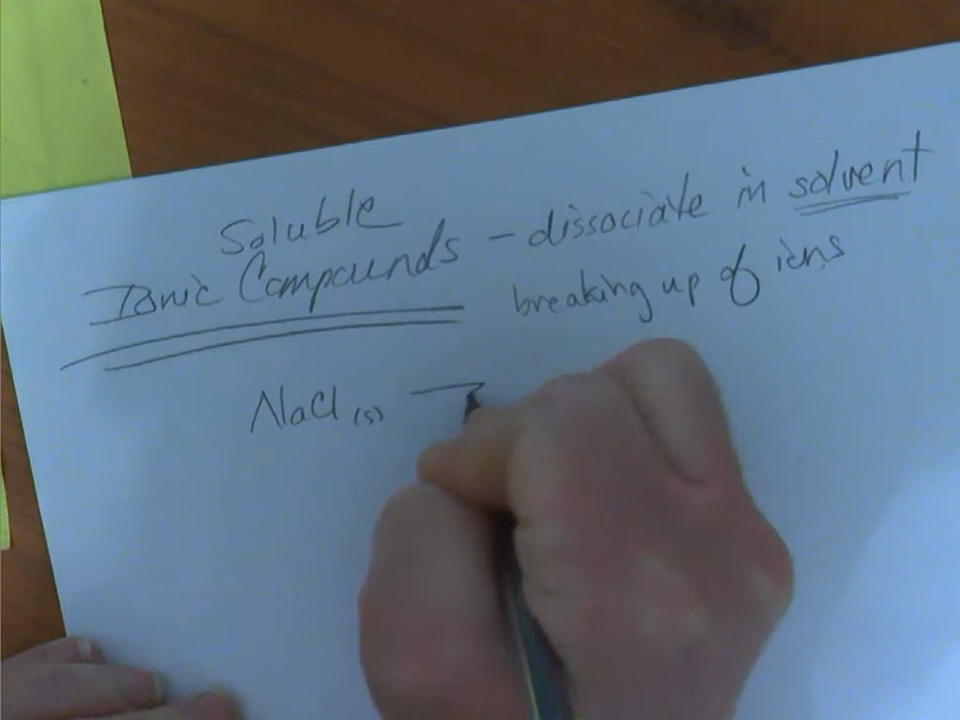 Soluble
Ionic Compounds - dissociate in solvent
breaking up of ions
NaCl (s) →